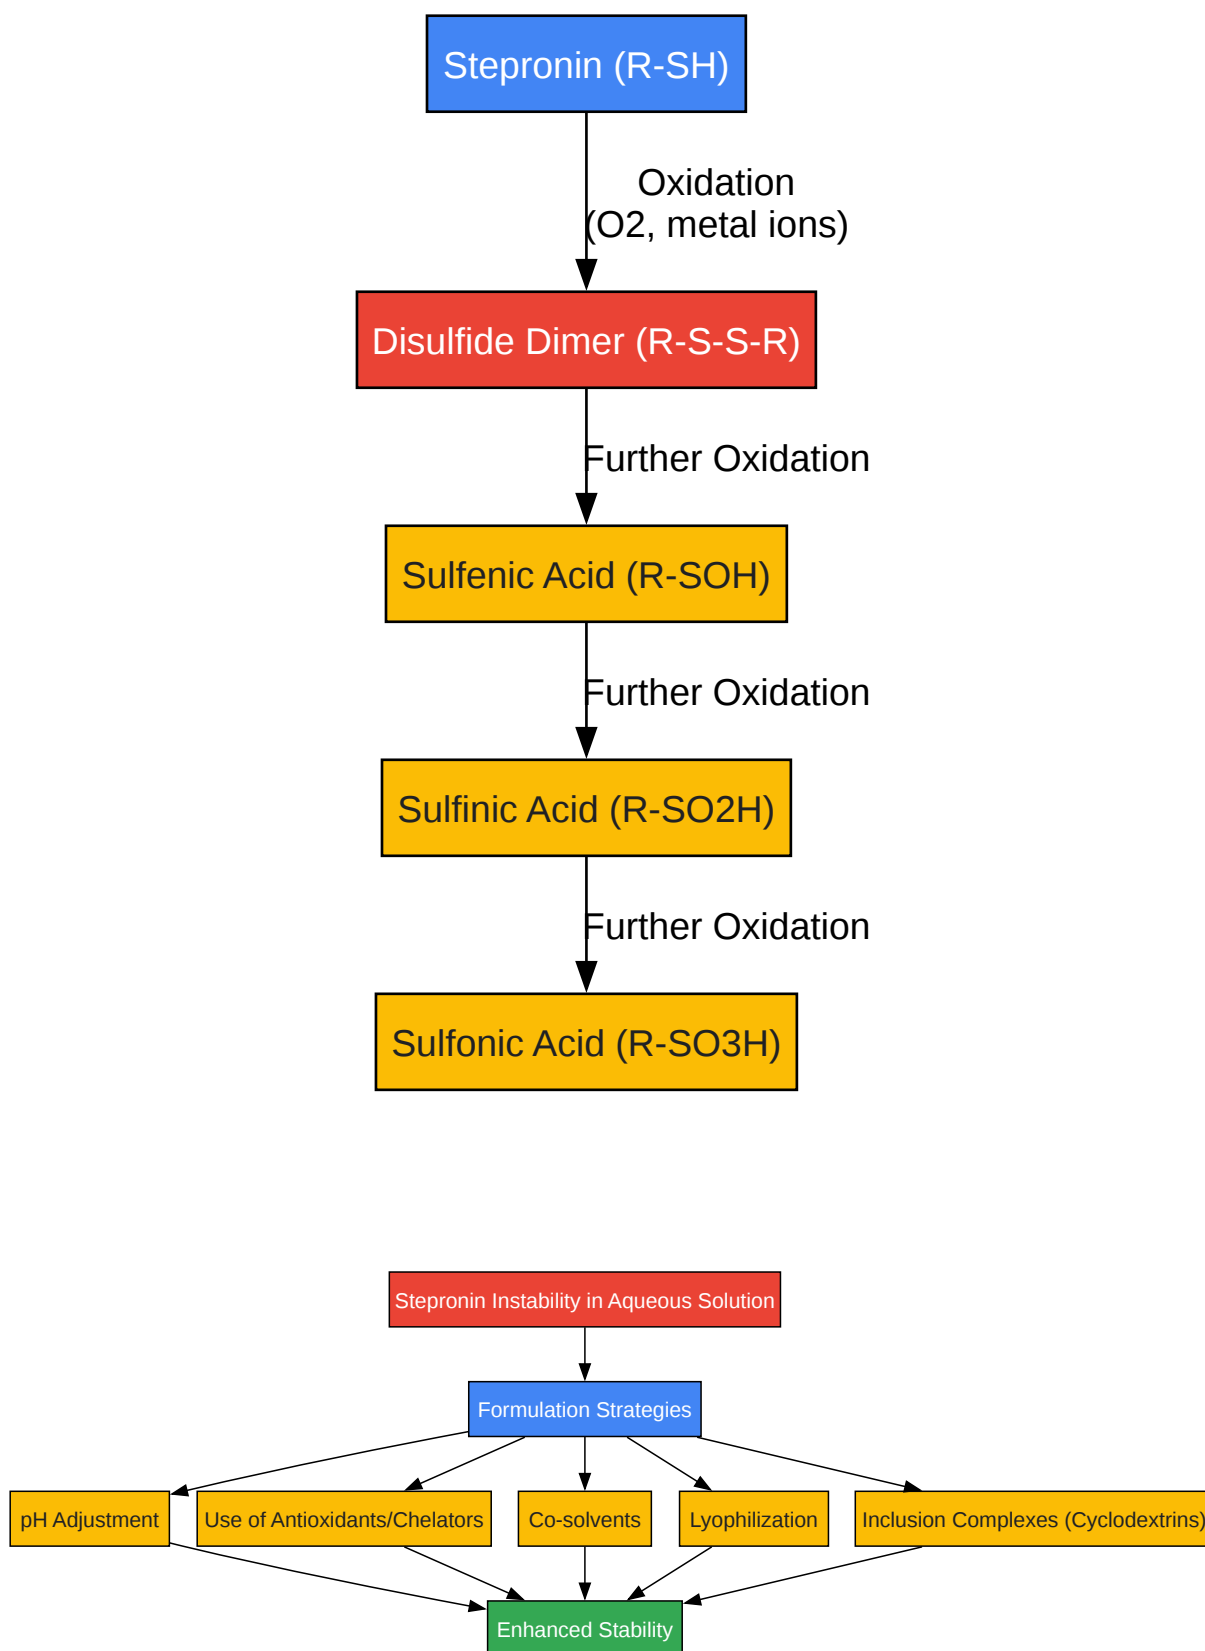 Stepronin (R-SH)
Oxidation
(O2, metal ions)
Disulfide Dimer (R-S-S-R)
Further Oxidation
Sulfenic Acid (R-SOH)
Further Oxidation
Sulfinic Acid (R-SO2H)
Further Oxidation
Sulfonic Acid (R-SO3H)
Stepronin Instability in Aqueous Solution
Formulation Strategies
pH Adjustment
Use of Antioxidants/Chelators
Co-solvents
Lyophilization
Inclusion Complexes (Cyclodextrins)
Enhanced Stability